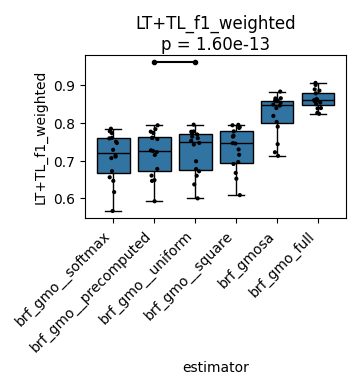 LT+TL_f1_weighted
p = 1.60e-13
LT+TL_f1_weighted
0.9
0.8
0.7
0.6
brf_gmo__softmax
brf_gmo__precomputed
brf_gmo__uniform
brf_gmo__square
brf_gmosa
brf_gmo_full
estimator